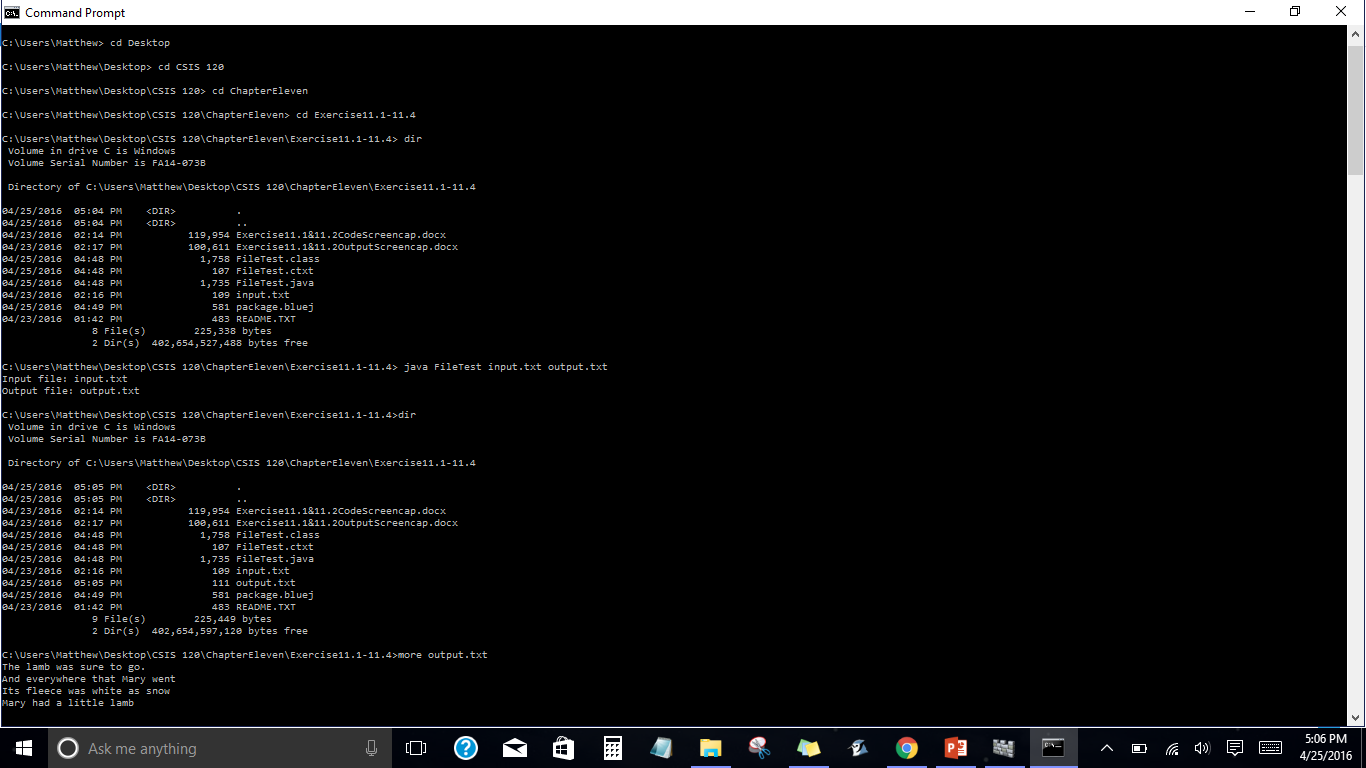 Command Prompt
C:\Users\Matthew> cd Desktop
C:\Users\Matthew\Desktop> cd CSIS 120
C:\Users\Matthew\Desktop\CSIS 120> cd ChapterEleven
C:\Users\Matthew\Desktop\CSIS 120\ChapterEleven> cd Exercise11.1-11.4
C:\Users\Matthew\Desktop\CSIS 120\ChapterEleven\Exercise11.1-11.4> dir
Volume in drive C is Windows
Volume Serial Number is FA14-073B
Directory of C:\Users\Matthew\Desktop\CSIS 120\ChapterEleven\Exercise11.1-11.4
04/25/2016  05:04 PM    <DIR>          .
04/25/2016  05:04 PM    <DIR>          ..
04/23/2016  02:14 PM           119,954 Exercise11.1&11.2CodeScreencap.docx
04/23/2016  02:17 PM           100,611 Exercise11.1&11.2OutputScreencap.docx
04/25/2016  04:48 PM             1,758 FileTest.class
04/25/2016  04:48 PM               107 FileTest.ctxt
04/25/2016  04:48 PM             1,735 FileTest.java
04/23/2016  02:16 PM               109 input.txt
04/25/2016  04:49 PM               581 package.bluej
04/23/2016  01:42 PM               483 README.TXT
8 File(s)        225,338 bytes
2 Dir(s)  402,654,527,488 bytes free
C:\Users\Matthew\Desktop\CSIS 120\ChapterEleven\Exercise11.1-11.4> java FileTest input.txt output.txt
Input file: input.txt
Output file: output.txt
C:\Users\Matthew\Desktop\CSIS 120\ChapterEleven\Exercise11.1-11.4>dir
Volume in drive C is Windows
Volume Serial Number is FA14-073B
Directory of C:\Users\Matthew\Desktop\CSIS 120\ChapterEleven\Exercise11.1-11.4
04/25/2016  05:05 PM    <DIR>          .
04/25/2016  05:05 PM    <DIR>          ..
04/23/2016  02:14 PM           119,954 Exercise11.1&11.2CodeScreencap.docx
04/23/2016  02:17 PM           100,611 Exercise11.1&11.2OutputScreencap.docx
04/25/2016  04:48 PM             1,758 FileTest.class
04/25/2016  04:48 PM               107 FileTest.ctxt
04/25/2016  04:48 PM             1,735 FileTest.java
04/23/2016  02:16 PM               109 input.txt
04/25/2016  05:05 PM               111 output.txt
04/25/2016  04:49 PM               581 package.bluej
04/23/2016  01:42 PM               483 README.TXT
9 File(s)        225,449 bytes
2 Dir(s)  402,654,597,120 bytes free
C:\Users\Matthew\Desktop\CSIS 120\ChapterEleven\Exercise11.1-11.4>more output.txt
The lamb was sure to go.
And everywhere that Mary went
Its fleece was white as snow
Mary had a little lamb
Ask me anything
5:06 PM
4/25/2016